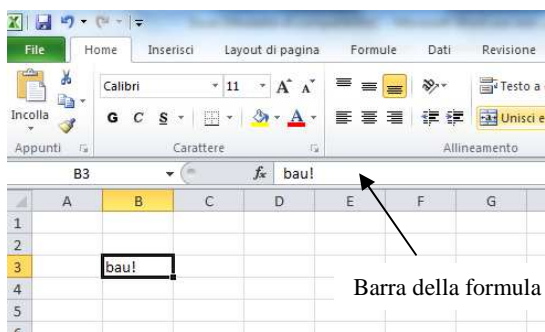 File Home Inserisci Layout di pagina Formule Dati Revisione
Calibri 11 A A Testo a
Incolla G C S A Unisci e
Appunti Carattere Allineamento
B3 fx bau!
A B C D E F G
1
2
3 bau!
4 Barra della formula
5